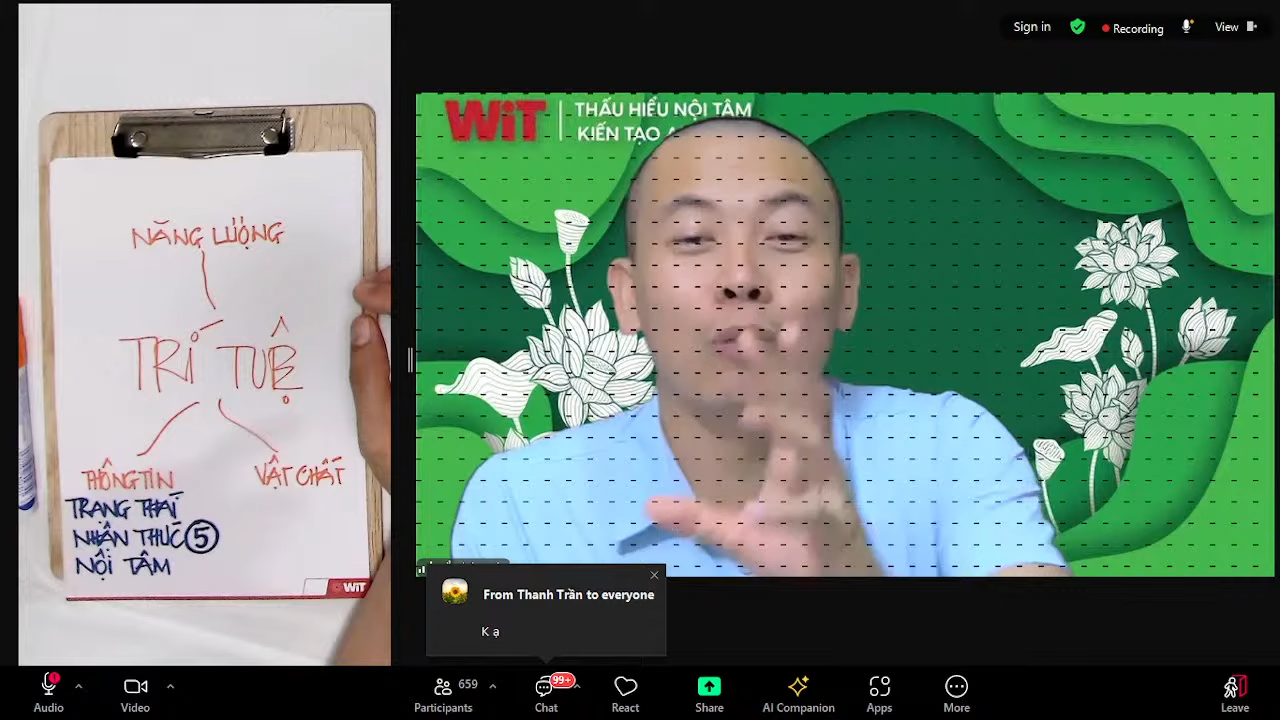 NĂNG LƯỢNG
TRÍ TUỆ
THÔNG TIN
VẬT CHẤT
TRẠNG THÁI
NHẬN THỨC 5
NỘI TÂM
WiT
Sign in
Recording
View
WiT
THẤU HIỂU NỘI TÂM
KIẾN TẠO
From Thanh Trần to everyone
K ạ
Audio
Video
659
Participants
99+
Chat
React
Share
AI Companion
Apps
More
Leave